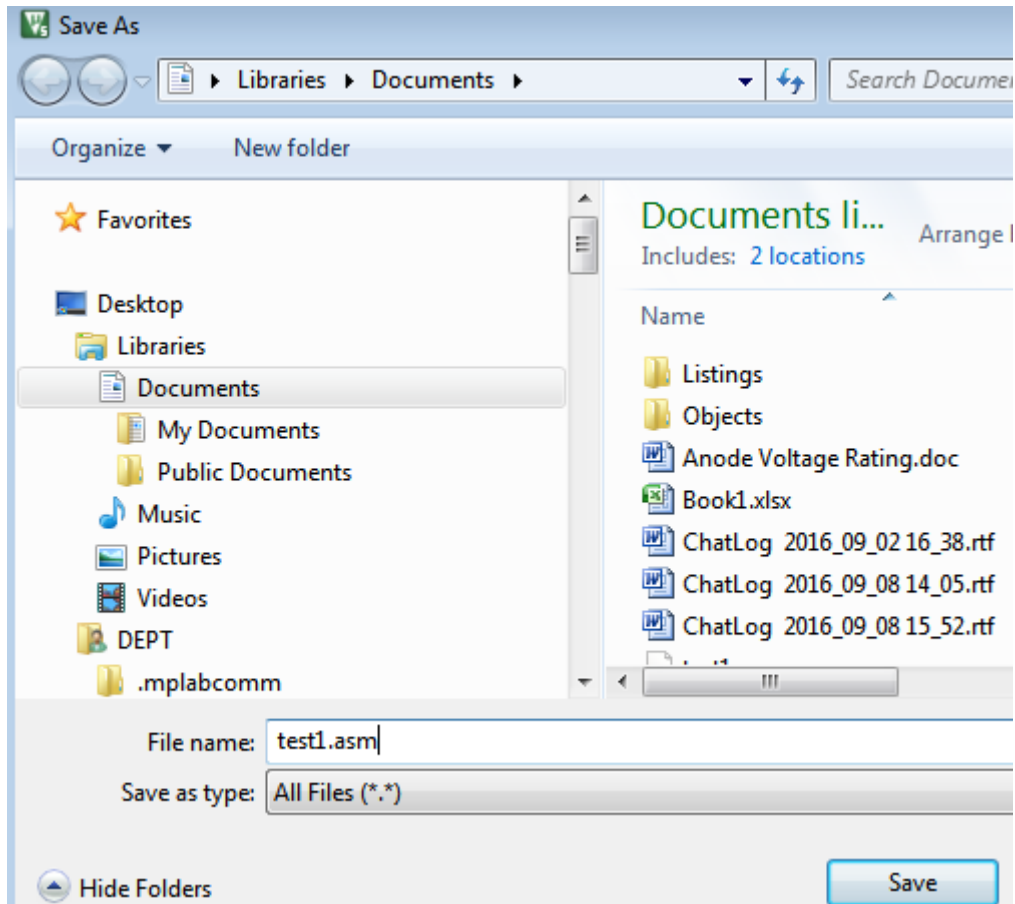 Save As
Libraries Documents
Search Documen
Organize New folder
Favorites
Desktop
Libraries
Documents
My Documents
Public Documents
Music
Pictures
Videos
DEPT
.mplabcomm
Documents li...
Arrange
Includes: 2 locations
Name
Listings
Objects
Anode Voltage Rating.doc
Book1.xlsx
ChatLog 2016_09_02 16_38.rtf
ChatLog 2016_09_08 14_05.rtf
ChatLog 2016_09_08 15_52.rtf
File name: test1.asm
Save as type: All Files (*.*)
Hide Folders
Save